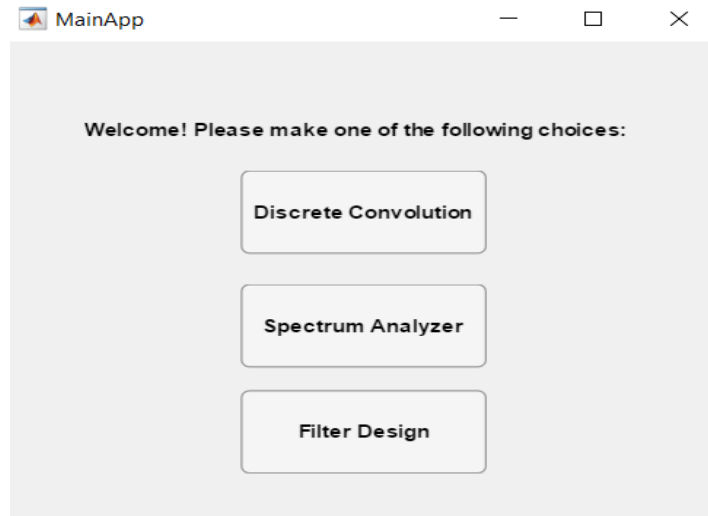 MainApp
Welcome! Please make one of the following choices:
Discrete Convolution
Spectrum Analyzer
Filter Design